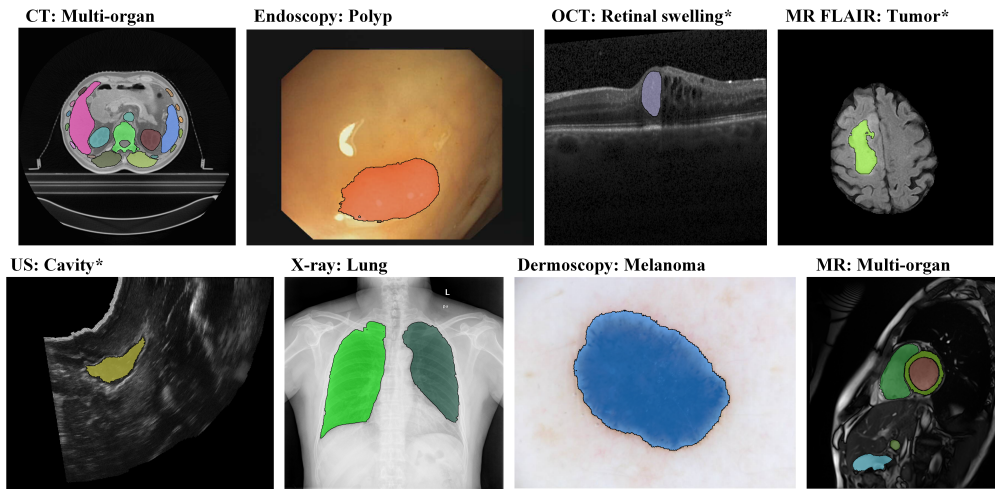 CT: Multi-organ
Endoscopy: Polyp
OCT: Retinal swelling*
MR FLAIR: Tumor*
US: Cavity*
X-ray: Lung
Dermoscopy: Melanoma
MR: Multi-organ
L